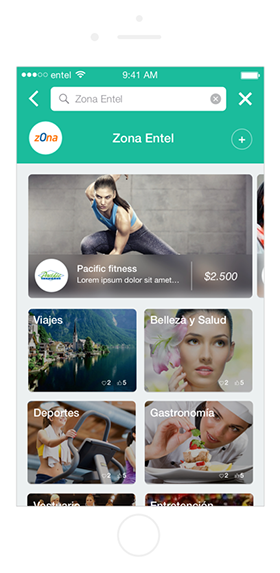 entel 9:41 AM
Zona Entel
zOna
Zona Entel
+
Pacific fitness
Lorem ipsum dolor sit amet...
$2.500
Pacific
Viajes
2 5
Belleza y Salud
2 5
Deportes
2 5
Gastronomía
2 5
Vestuario
Entretención